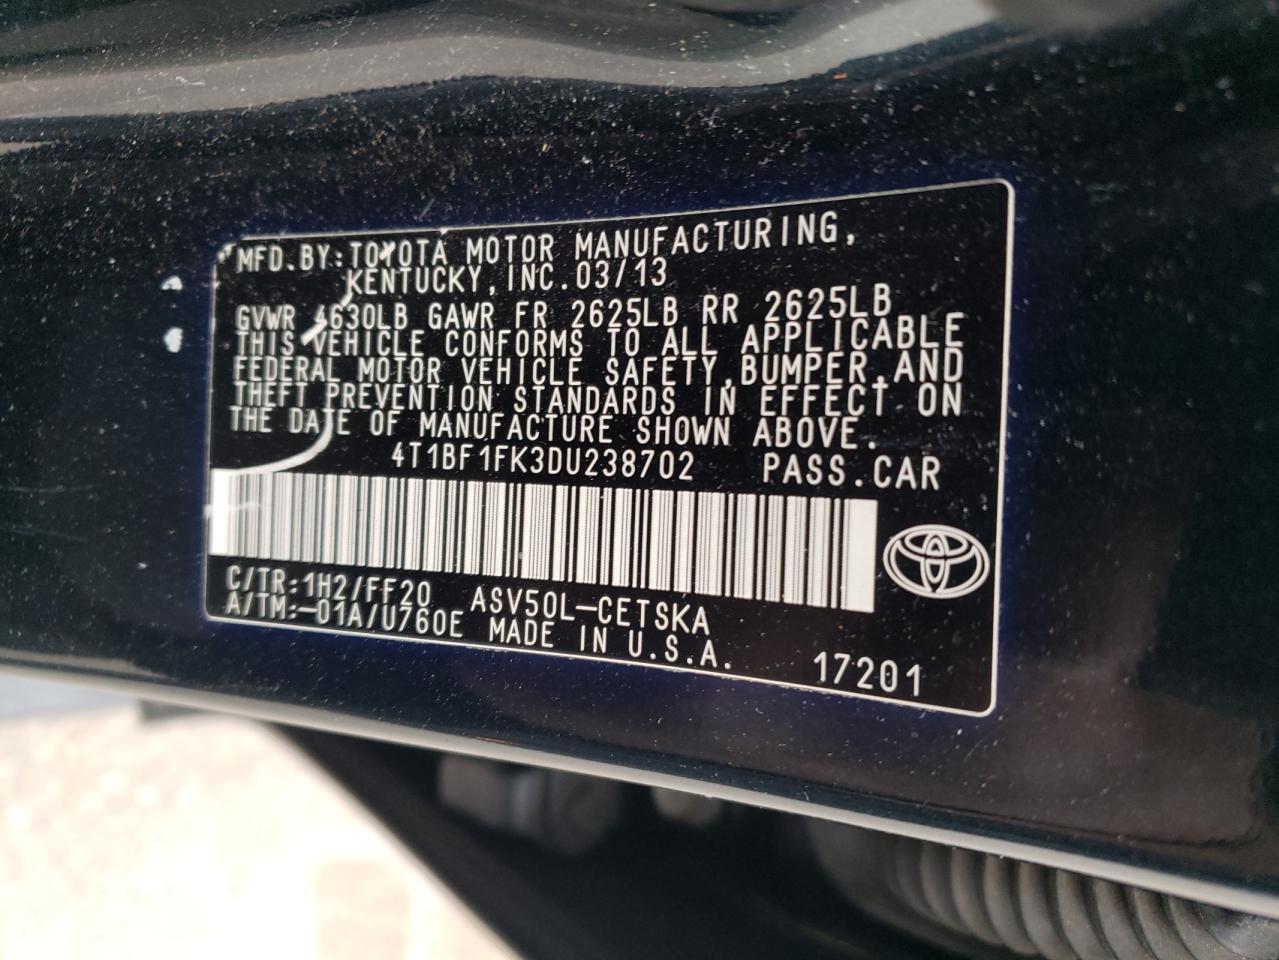 MFD.BY:TOYOTA MOTOR MANUFACTURING,
KENTUCKY, INC. 03/13
GVWR 4630LB GAWR FR 2625LB RR 2625LB
THIS VEHICLE CONFORMS TO ALL APPLICABLE
FEDERAL MOTOR VEHICLE SAFETY, BUMPER, AND
THEFT PREVENTION STANDARDS IN EFFECT ON
THE DATE OF MANUFACTURE SHOWN ABOVE.
4T1BF1FK3DU238702 PASS.CAR
C/TR:1H2/FF20 ASV50L-CETSKA
A/TM:-01A/U760E MADE IN U.S.A.
17201